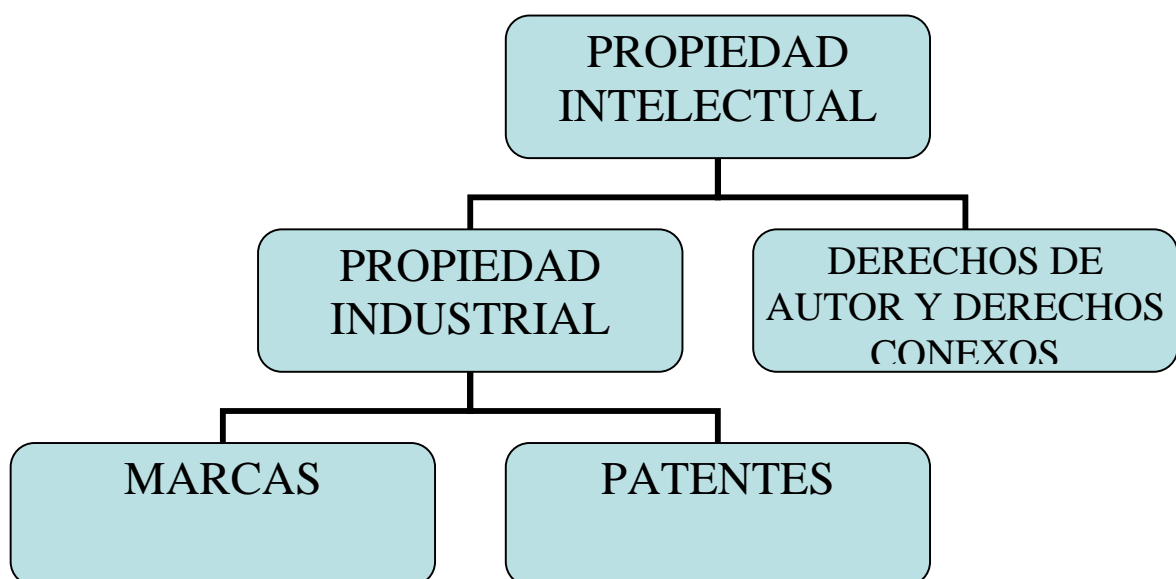 PROPIEDAD
INTELECTUAL
PROPIEDAD
INDUSTRIAL
DERECHOS DE
AUTOR Y DERECHOS
CONEXOS
MARCAS
PATENTES